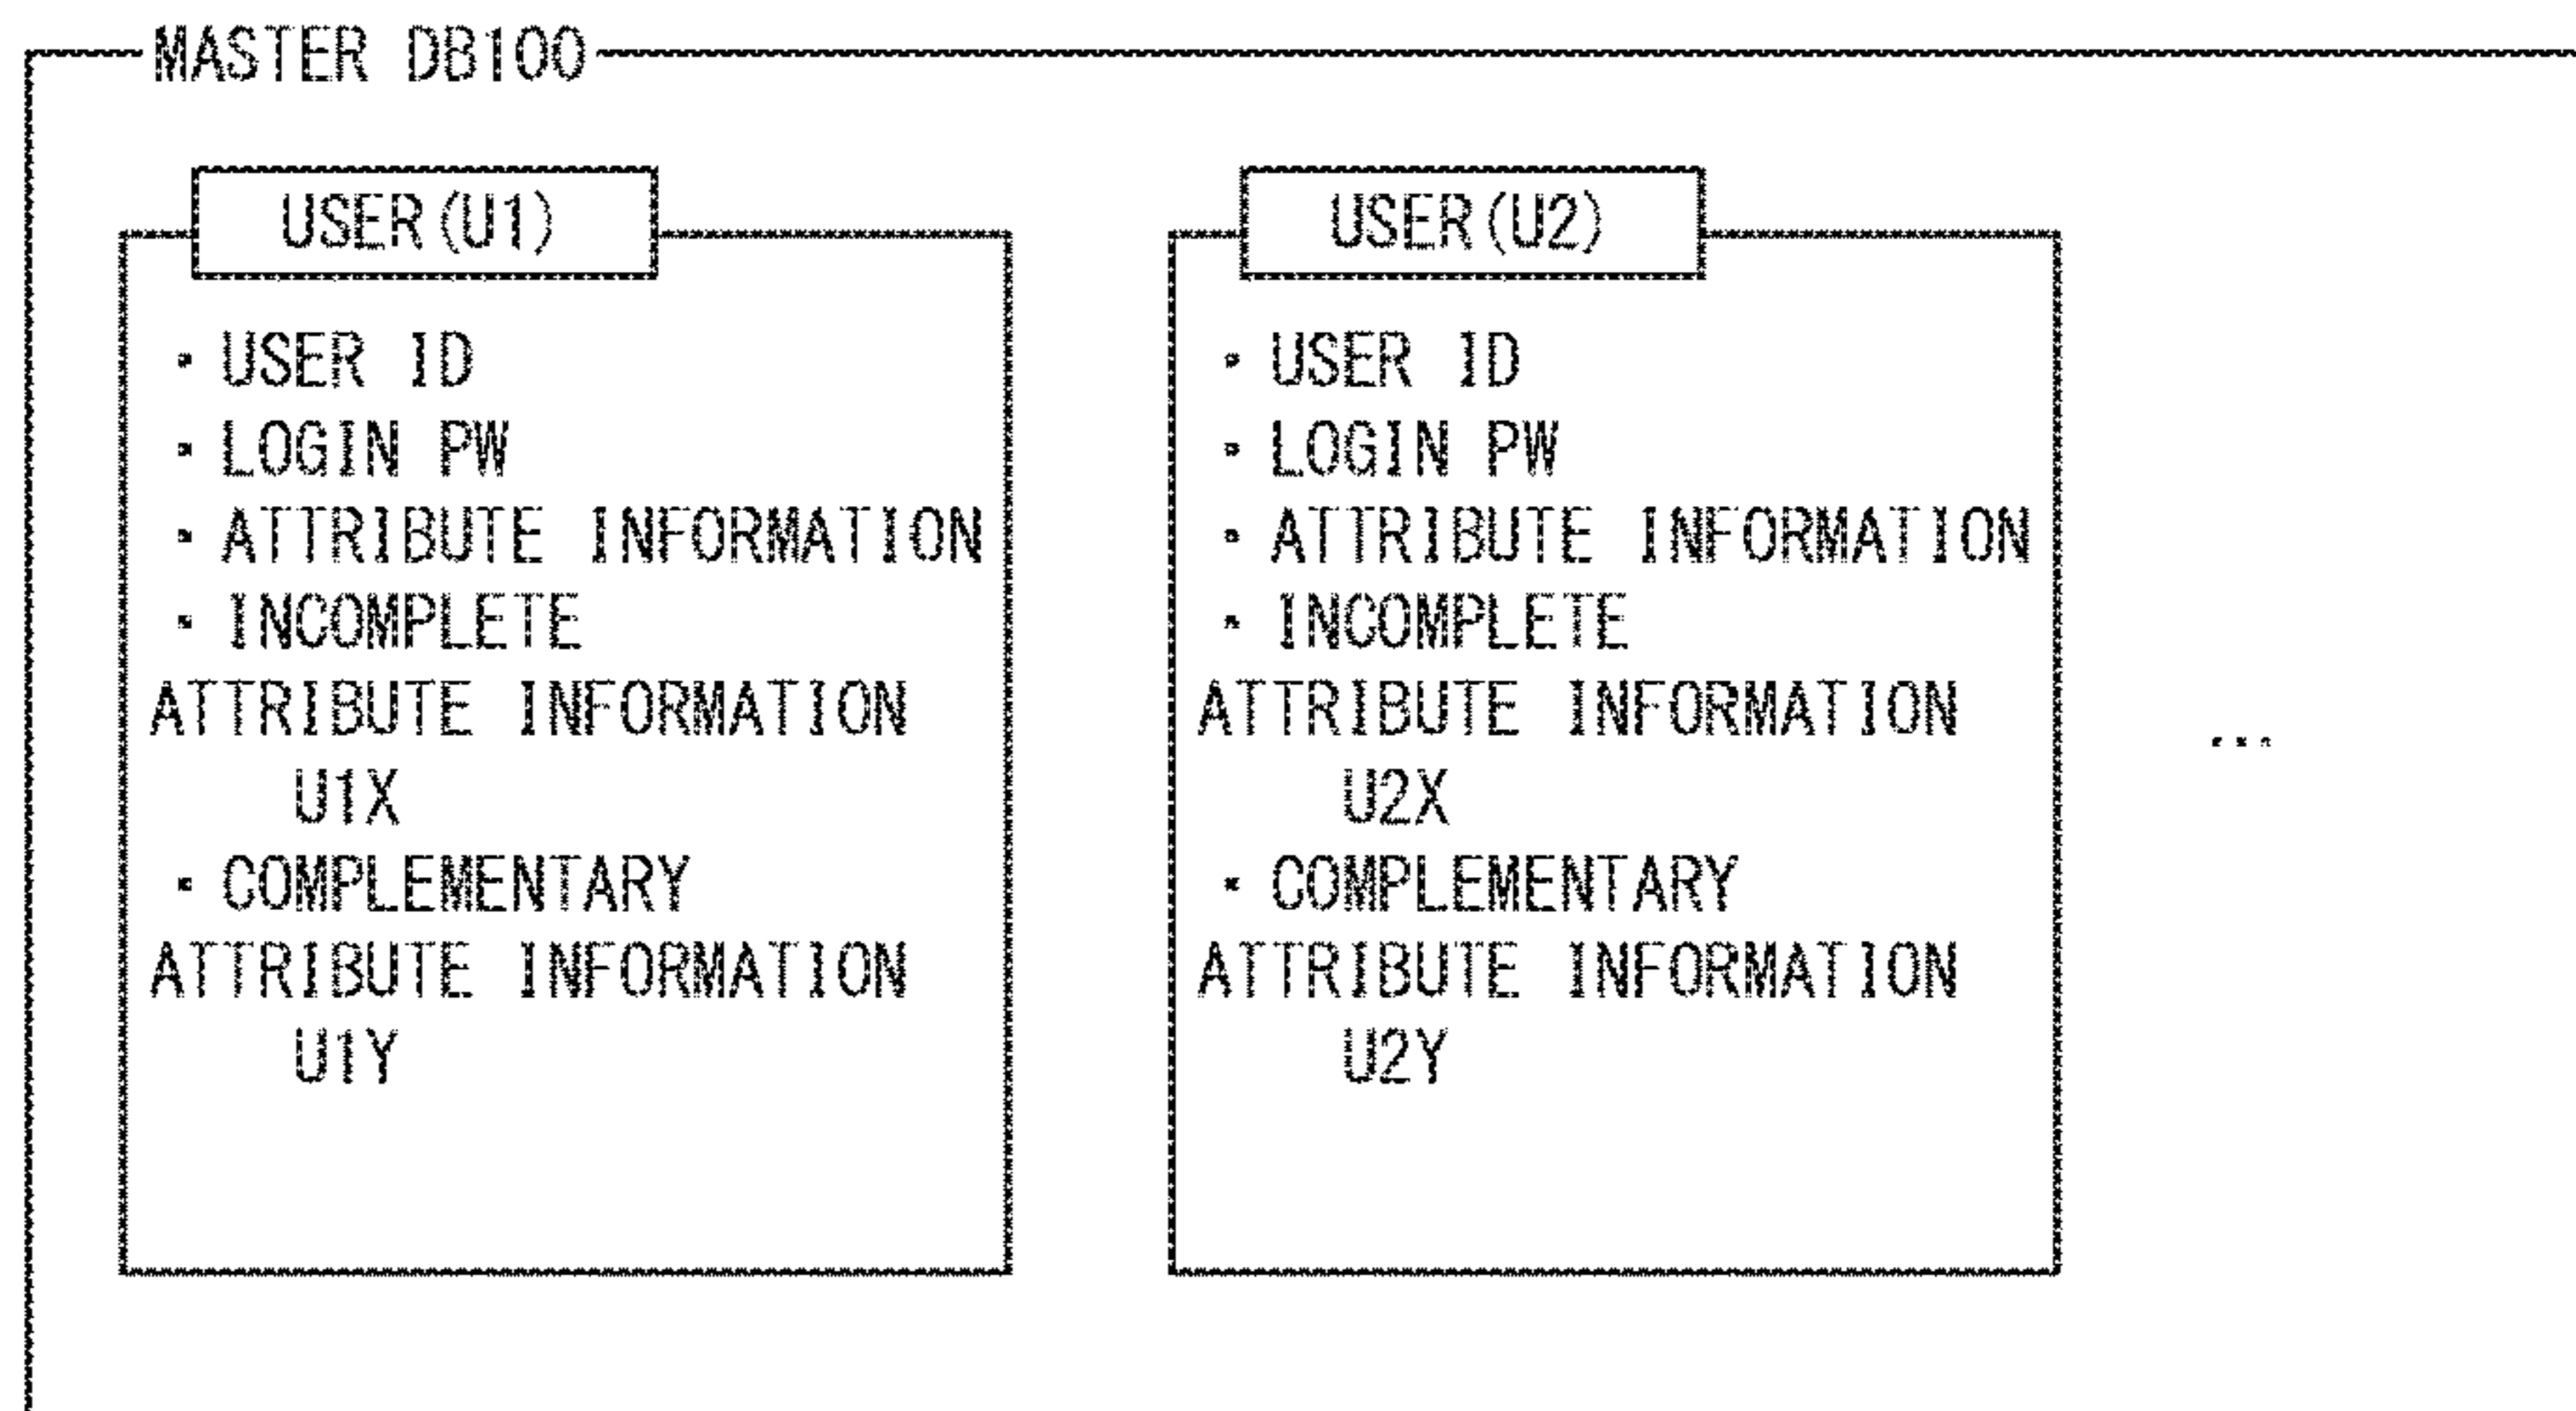 MASTER DB100
USER(U1)
・USER ID
・LOGIN PW
・ATTRIBUTE INFORMATION
・INCOMPLETE
ATTRIBUTE INFORMATION
U1X
・COMPLEMENTARY
ATTRIBUTE INFORMATION
U1Y
USER(U2)
・USER ID
・LOGIN PW
・ATTRIBUTE INFORMATION
・INCOMPLETE
ATTRIBUTE INFORMATION
U2X
・COMPLEMENTARY
ATTRIBUTE INFORMATION
U2Y
...